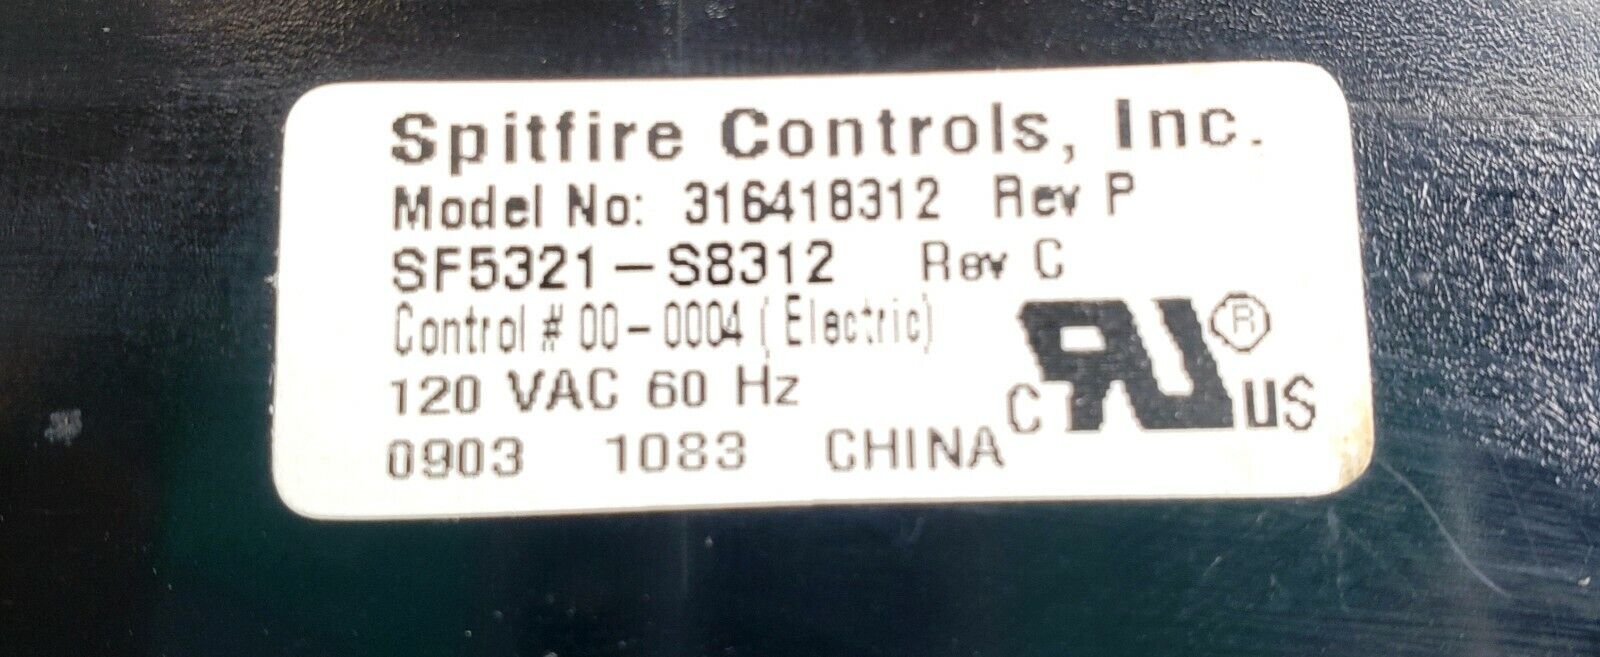 Spitfire Controls, Inc.
Model No: 316418312 Rev P
SF5321-S8312 Rev C
Control # 00-0004 (Electric)
120 VAC 60 Hz
0903 1083 CHINA
C RU ® US